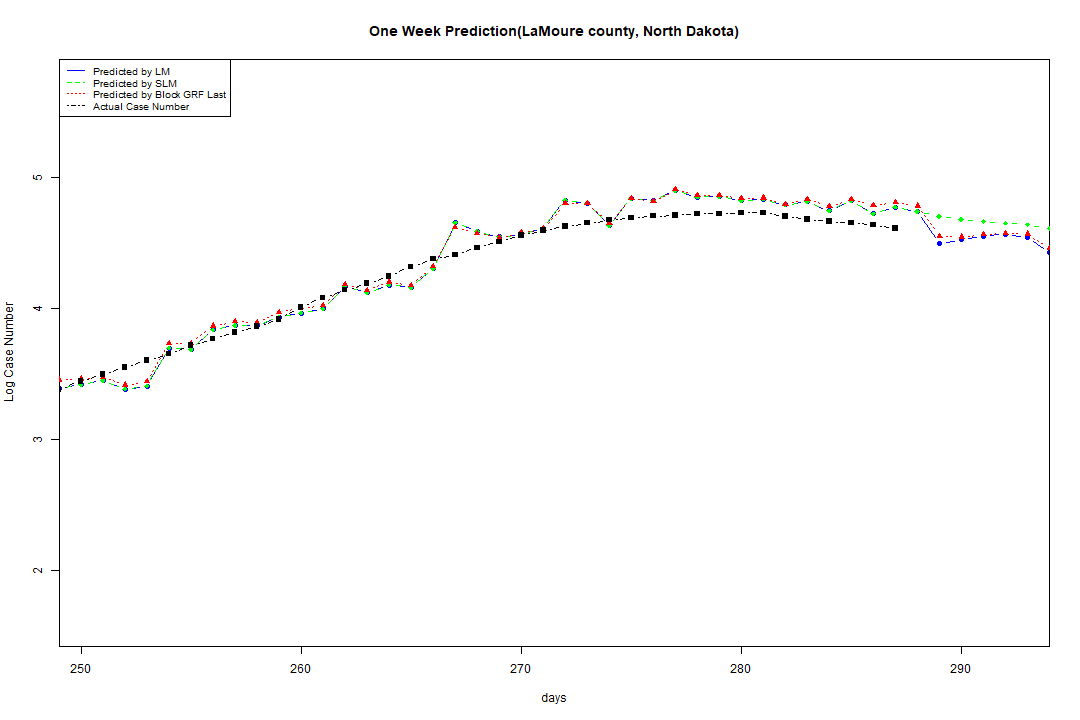 One Week Prediction(LaMoure county, North Dakota)
Predicted by LM
Predicted by SLM
Predicted by Block GRF Last
Actual Case Number
Log Case Number
5
4
3
2
250 260 270 280 290
days